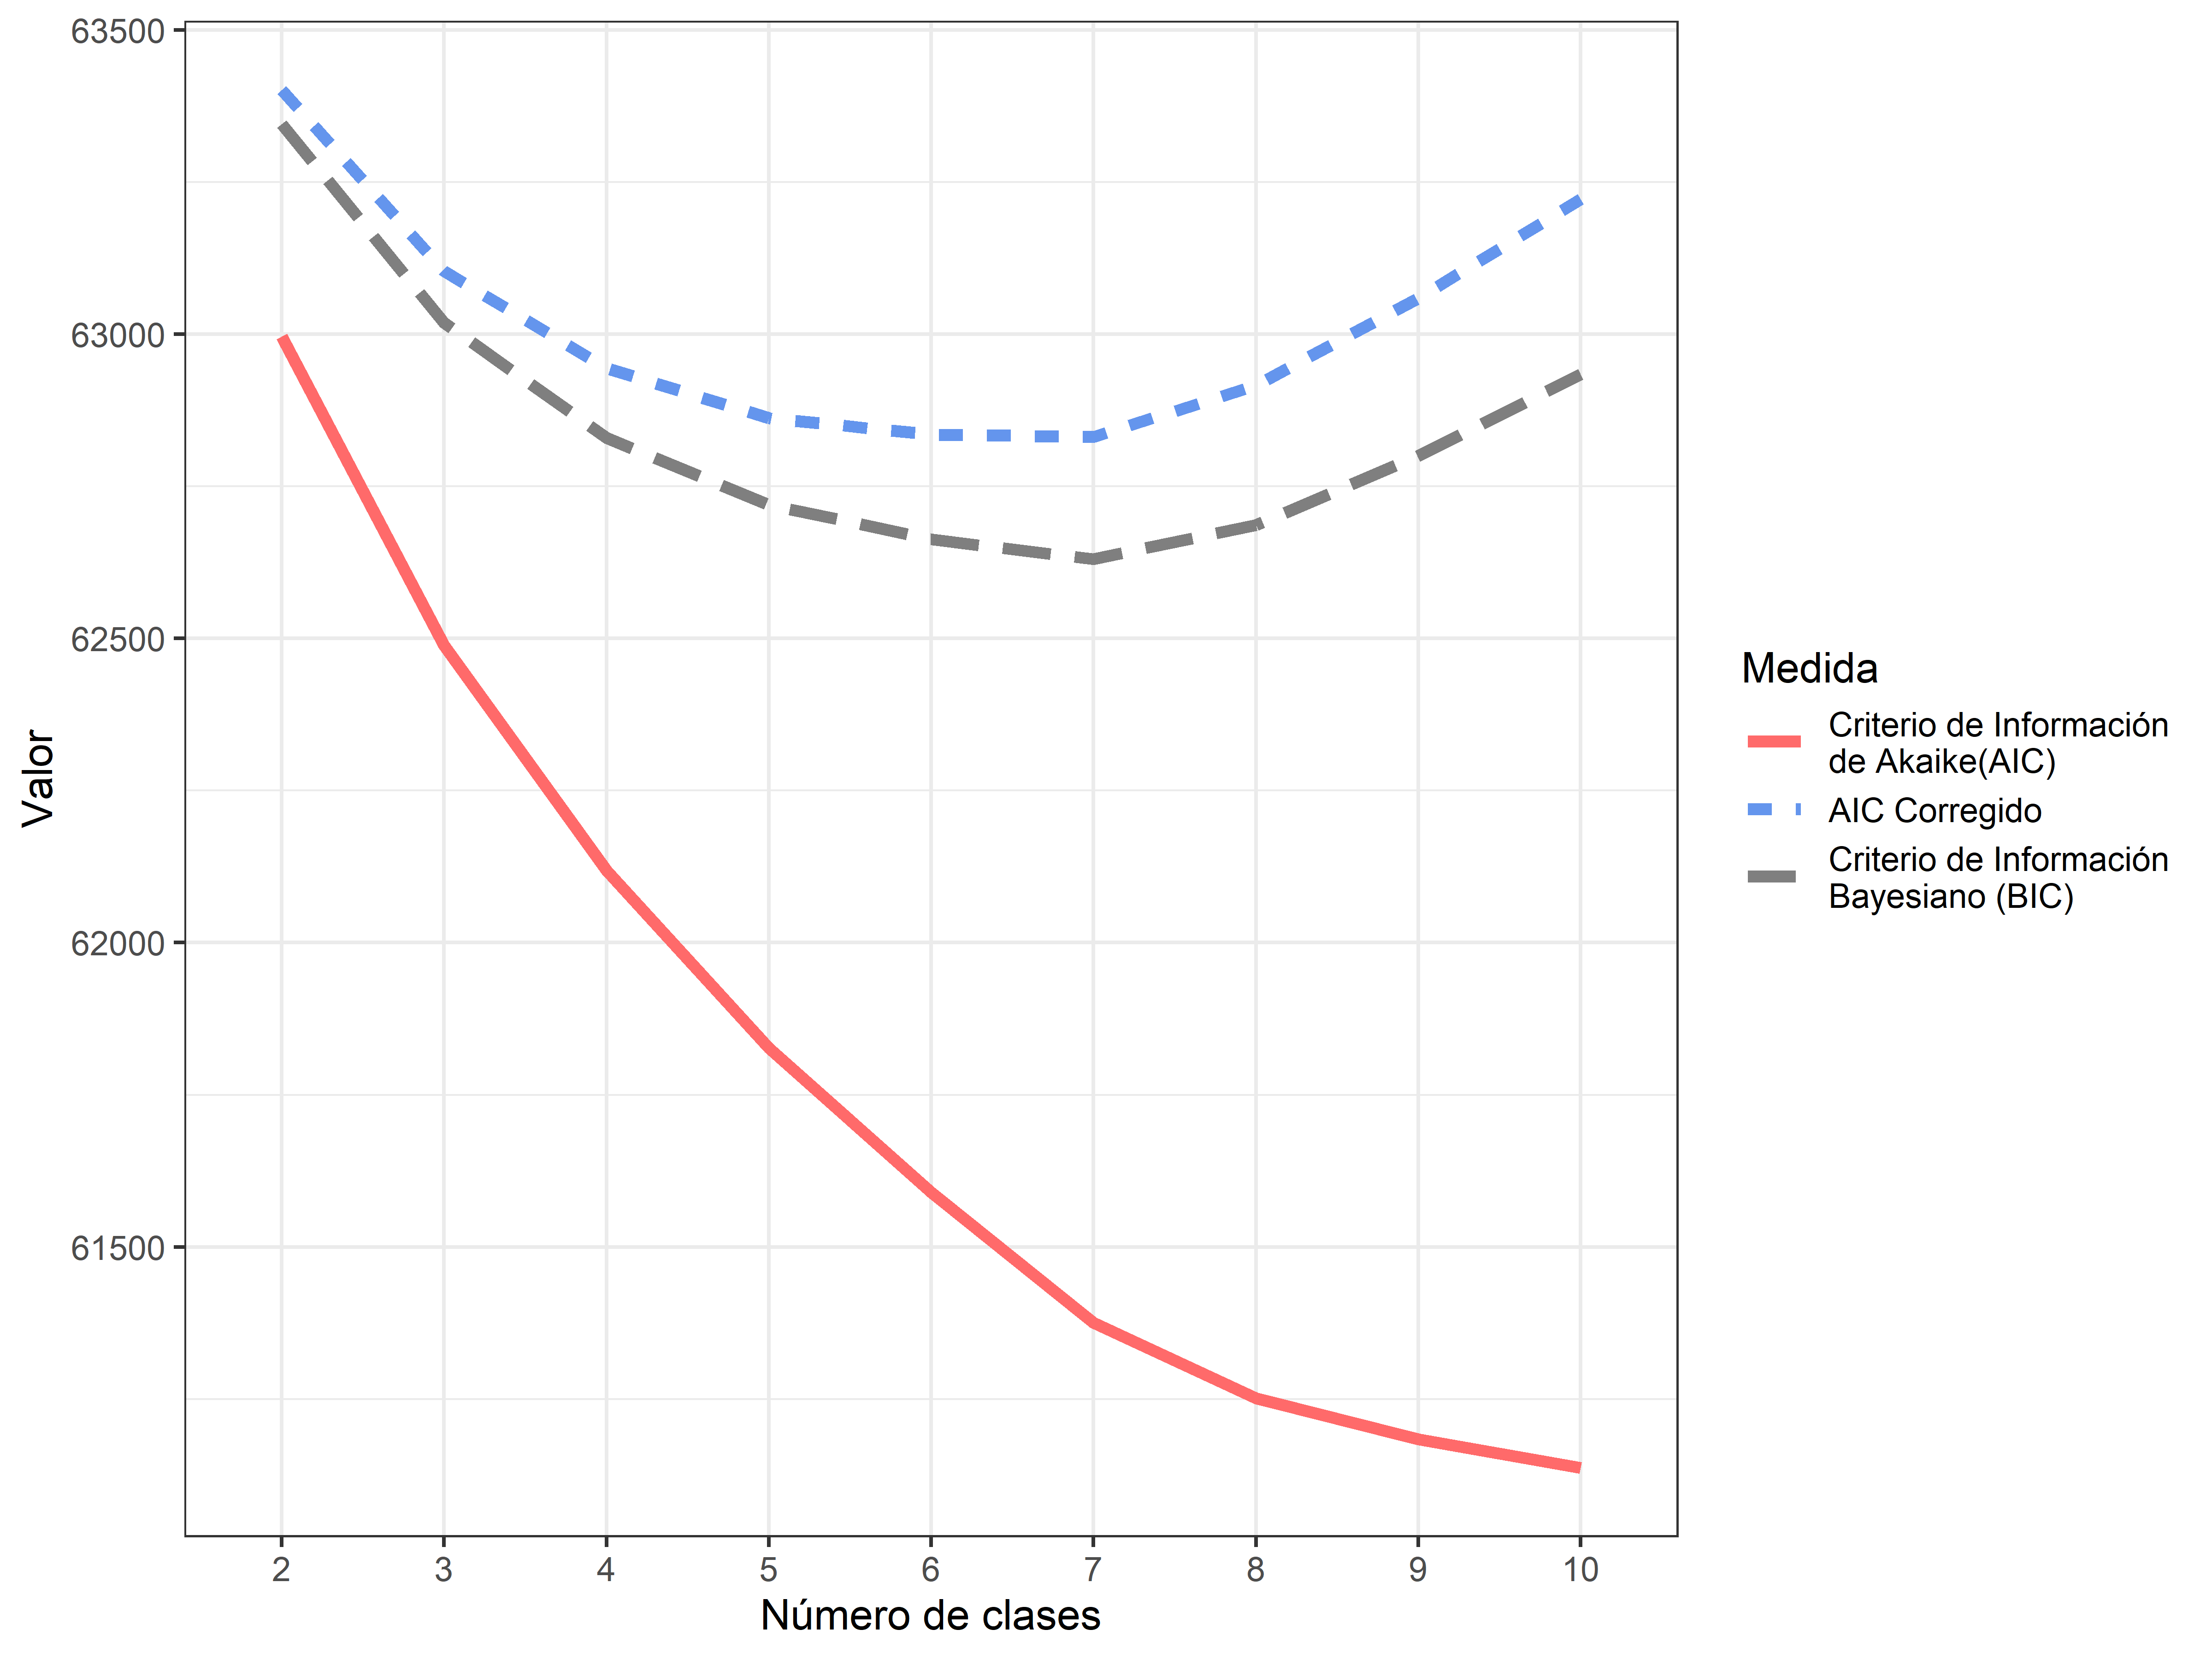 63500
63000
62500
62000
61500
Valor
2 3 4 5 6 7 8 9 10
Número de clases
Medida
Criterio de Información
de Akaike(AIC)
AIC Corregido
Criterio de Información
Bayesiano (BIC)